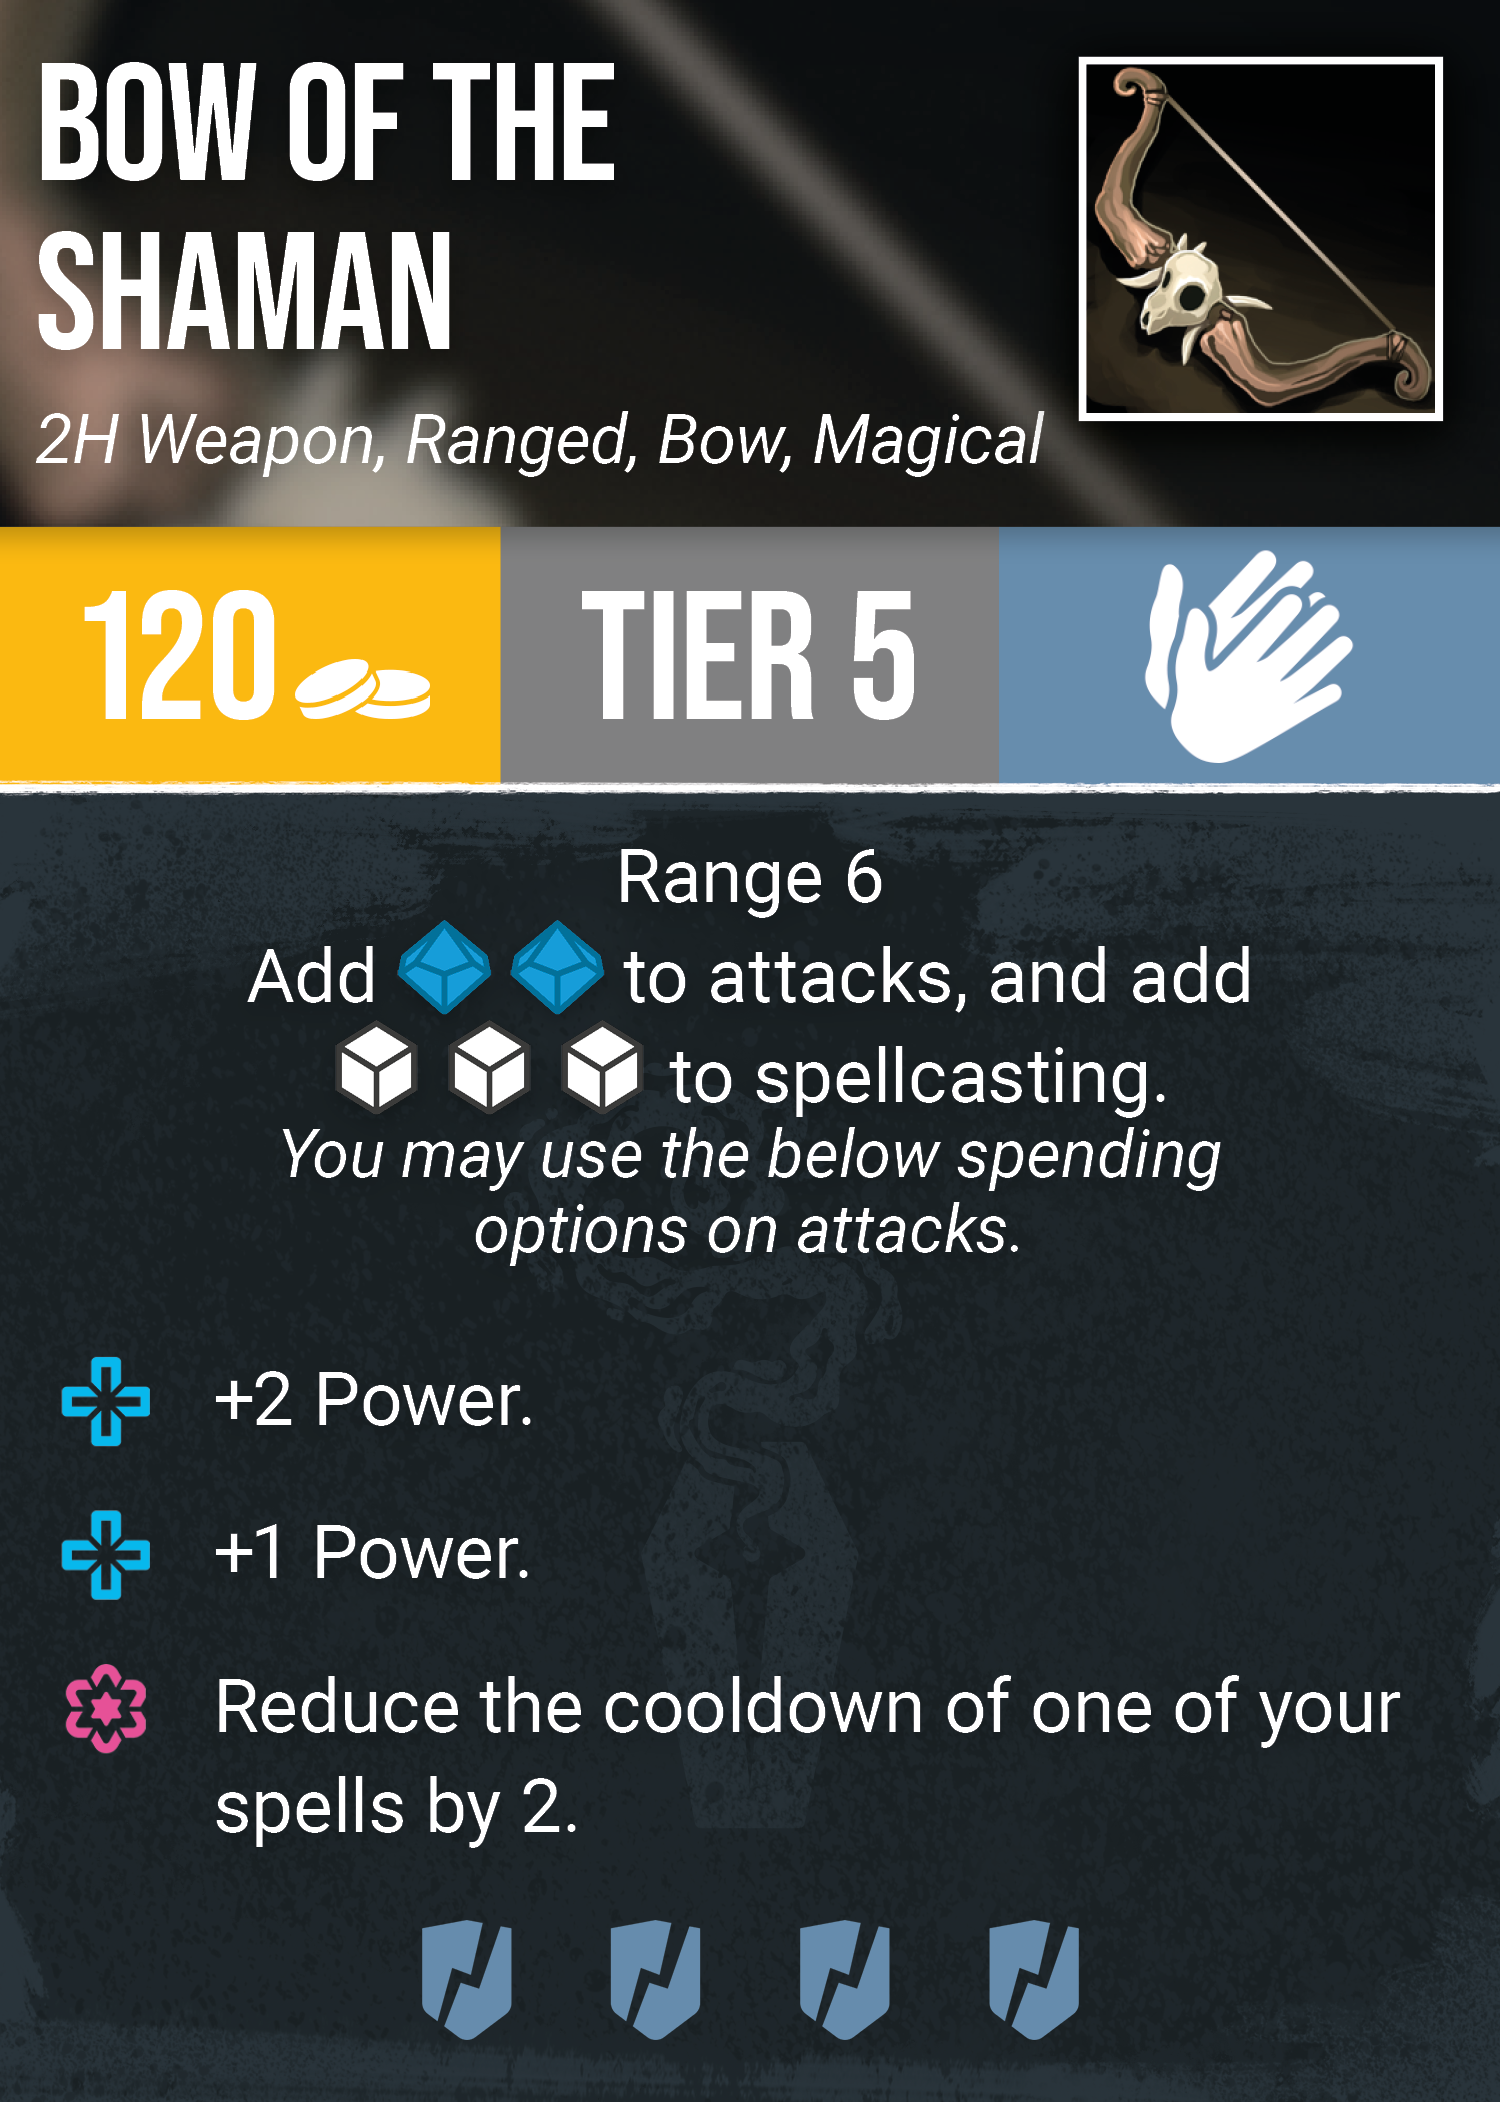 BOW OF THE
SHAMAN
2H Weapon, Ranged, Bow, Magical
120
TIER 5
Range 6
Add to attacks, and add
to spellcasting.
You may use the below spending
options on attacks.
+2 Power.
+1 Power.
Reduce the cooldown of one of your
spells by 2.